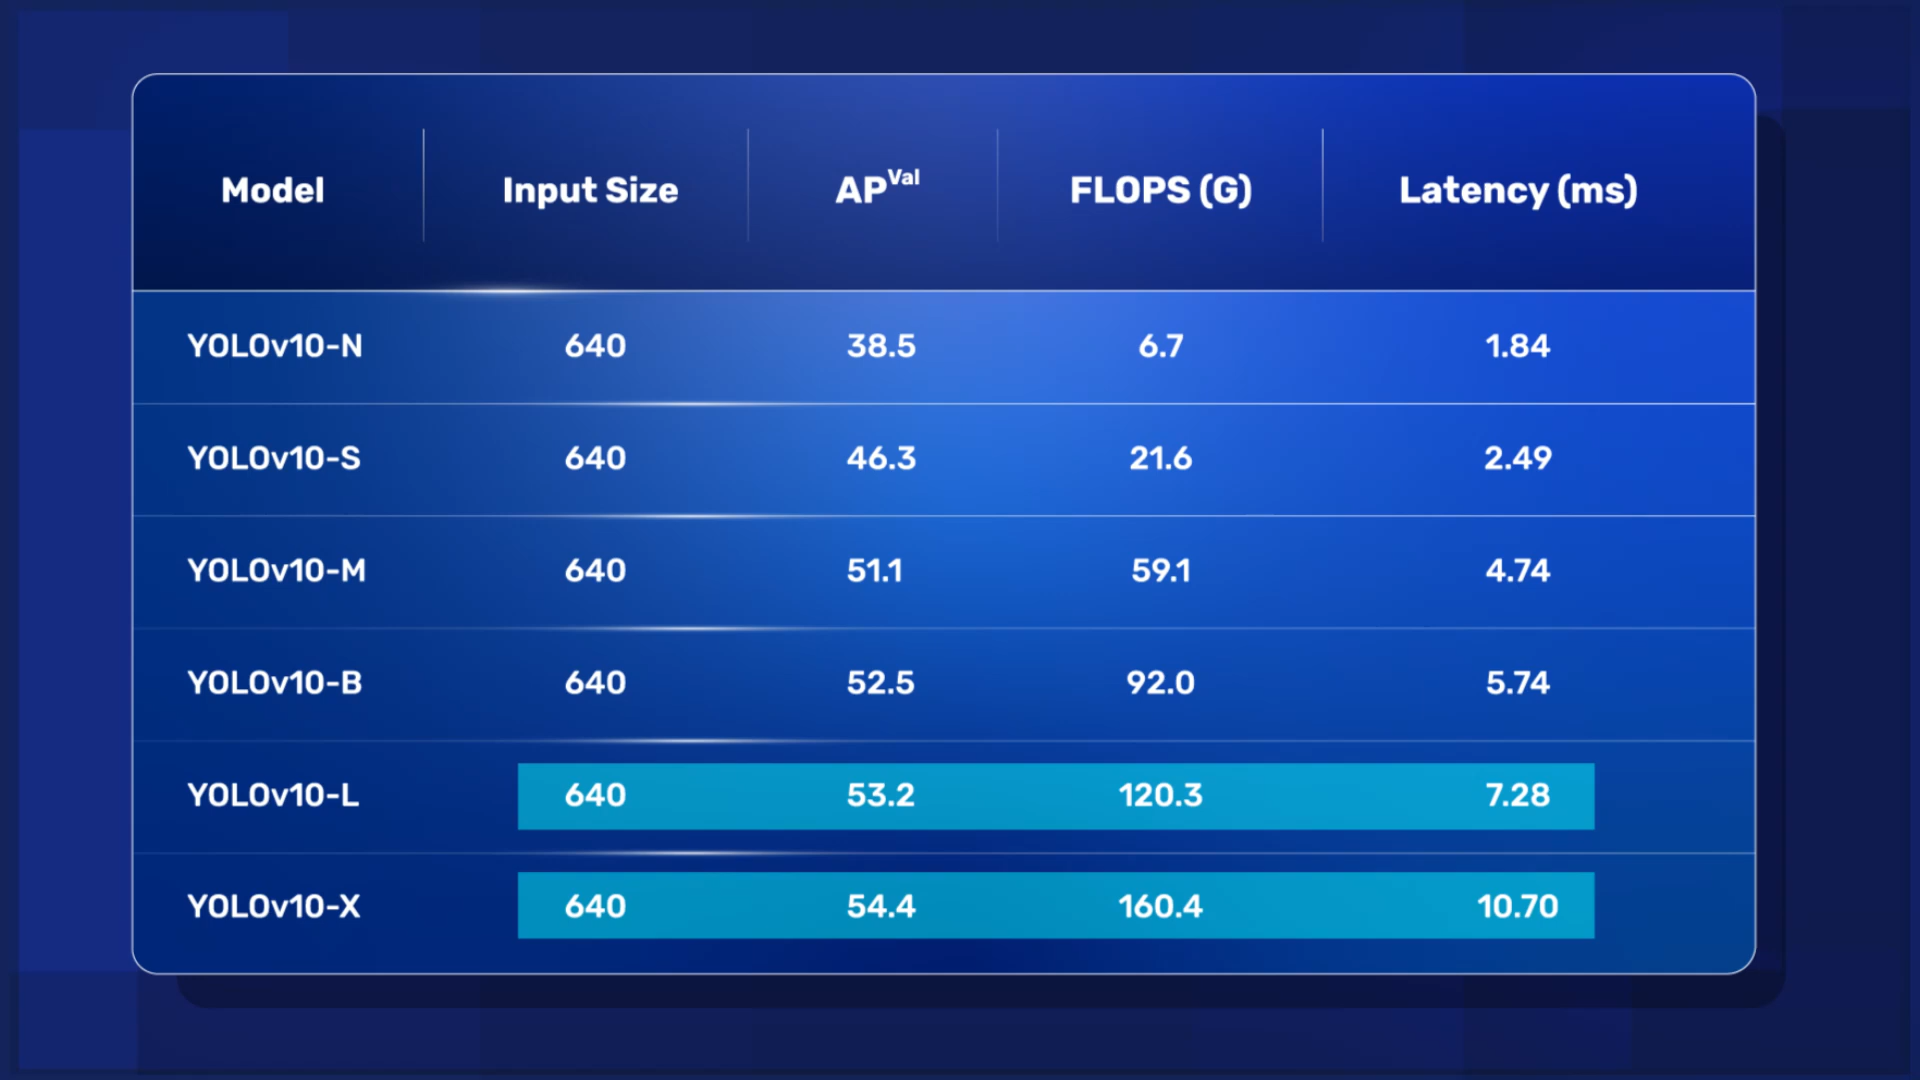 Model Input Size AP^Val FLOPS (G) Latency (ms)
YOLOv10-N 640 38.5 6.7 1.84
YOLOv10-S 640 46.3 21.6 2.49
YOLOv10-M 640 51.1 59.1 4.74
YOLOv10-B 640 52.5 92.0 5.74
YOLOv10-L 640 53.2 120.3 7.28
YOLOv10-X 640 54.4 160.4 10.70